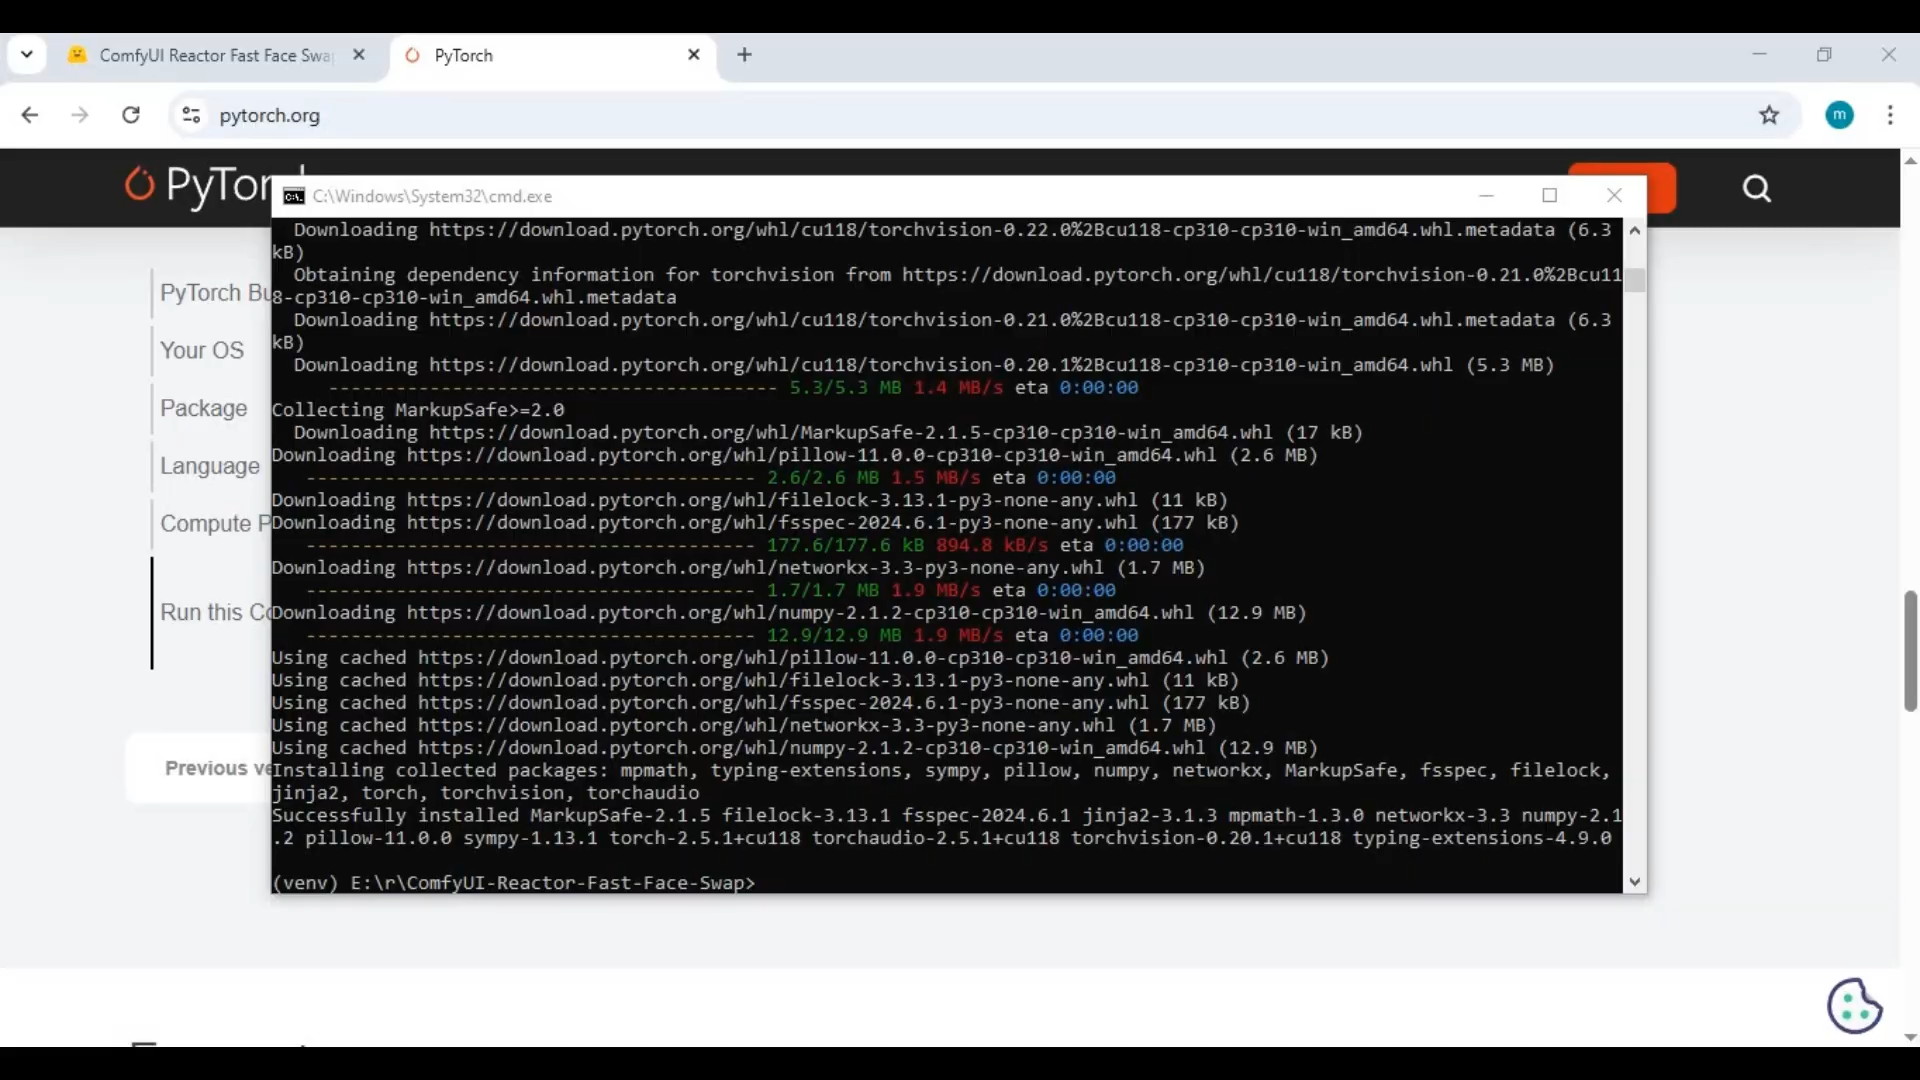 ComfyUI Reactor Fast Face Swa
PyTorch
pytorch.org
m
PyTor
C:\Windows\System32\cmd.exe
PyTorch Bu
Your OS
Package
Language
Compute P
Run this Co
Previous ve
Downloading https://download.pytorch.org/whl/cu118/torchvision-0.22.0%2Bcu118-cp310-cp310-win_amd64.whl.metadata (6.3
kB)
Obtaining dependency information for torchvision from https://download.pytorch.org/whl/cu118/torchvision-0.21.0%2Bcu11
8-cp310-cp310-win_amd64.whl.metadata
Downloading https://download.pytorch.org/whl/cu118/torchvision-0.21.0%2Bcu118-cp310-cp310-win_amd64.whl.metadata (6.3
kB)
Downloading https://download.pytorch.org/whl/cu118/torchvision-0.20.1%2Bcu118-cp310-cp310-win_amd64.whl (5.3 MB)
---------------------------------------- 5.3/5.3 MB 1.4 MB/s eta 0:00:00
Collecting MarkupSafe>=2.0
Downloading https://download.pytorch.org/whl/MarkupSafe-2.1.5-cp310-cp310-win_amd64.whl (17 kB)
Downloading https://download.pytorch.org/whl/pillow-11.0.0-cp310-cp310-win_amd64.whl (2.6 MB)
---------------------------------------- 2.6/2.6 MB 1.5 MB/s eta 0:00:00
Downloading https://download.pytorch.org/whl/filelock-3.13.1-py3-none-any.whl (11 kB)
Downloading https://download.pytorch.org/whl/fsspec-2024.6.1-py3-none-any.whl (177 kB)
---------------------------------------- 177.6/177.6 kB 894.8 kB/s eta 0:00:00
Downloading https://download.pytorch.org/whl/networkx-3.3-py3-none-any.whl (1.7 MB)
---------------------------------------- 1.7/1.7 MB 1.9 MB/s eta 0:00:00
Downloading https://download.pytorch.org/whl/numpy-2.1.2-cp310-cp310-win_amd64.whl (12.9 MB)
---------------------------------------- 12.9/12.9 MB 1.9 MB/s eta 0:00:00
Using cached https://download.pytorch.org/whl/pillow-11.0.0-cp310-cp310-win_amd64.whl (2.6 MB)
Using cached https://download.pytorch.org/whl/filelock-3.13.1-py3-none-any.whl (11 kB)
Using cached https://download.pytorch.org/whl/fsspec-2024.6.1-py3-none-any.whl (177 kB)
Using cached https://download.pytorch.org/whl/networkx-3.3-py3-none-any.whl (1.7 MB)
Using cached https://download.pytorch.org/whl/numpy-2.1.2-cp310-cp310-win_amd64.whl (12.9 MB)
Installing collected packages: mpmath, typing-extensions, sympy, pillow, numpy, networkx, MarkupSafe, fsspec, filelock,
jinja2, torch, torchvision, torchaudio
Successfully installed MarkupSafe-2.1.5 filelock-3.13.1 fsspec-2024.6.1 jinja2-3.1.3 mpmath-1.3.0 networkx-3.3 numpy-2.1
.2 pillow-11.0.0 sympy-1.13.1 torch-2.5.1+cu118 torchaudio-2.5.1+cu118 torchvision-0.20.1+cu118 typing-extensions-4.9.0
(venv) E:\r\ComfyUI-Reactor-Fast-Face-Swap>